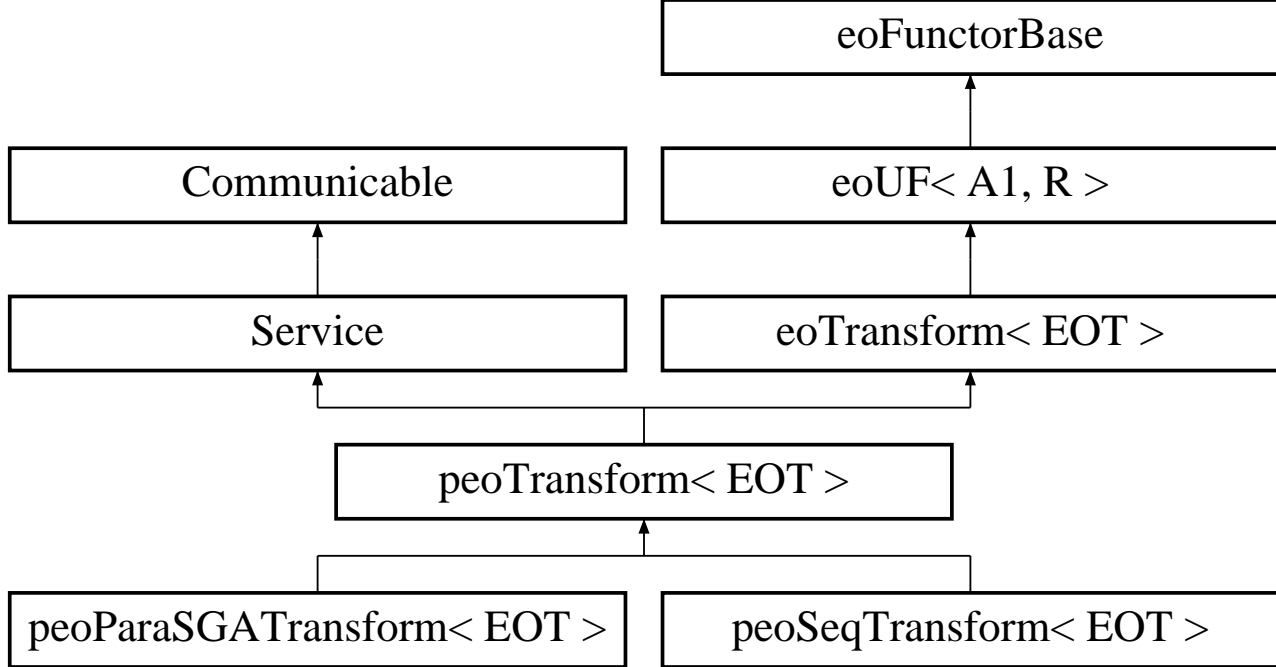 eoFunctorBase
Communicable
eoUF< A1, R >
Service
eoTransform< EOT >
peoTransform< EOT >
peoParaSGATransform< EOT >
peoSeqTransform< EOT >